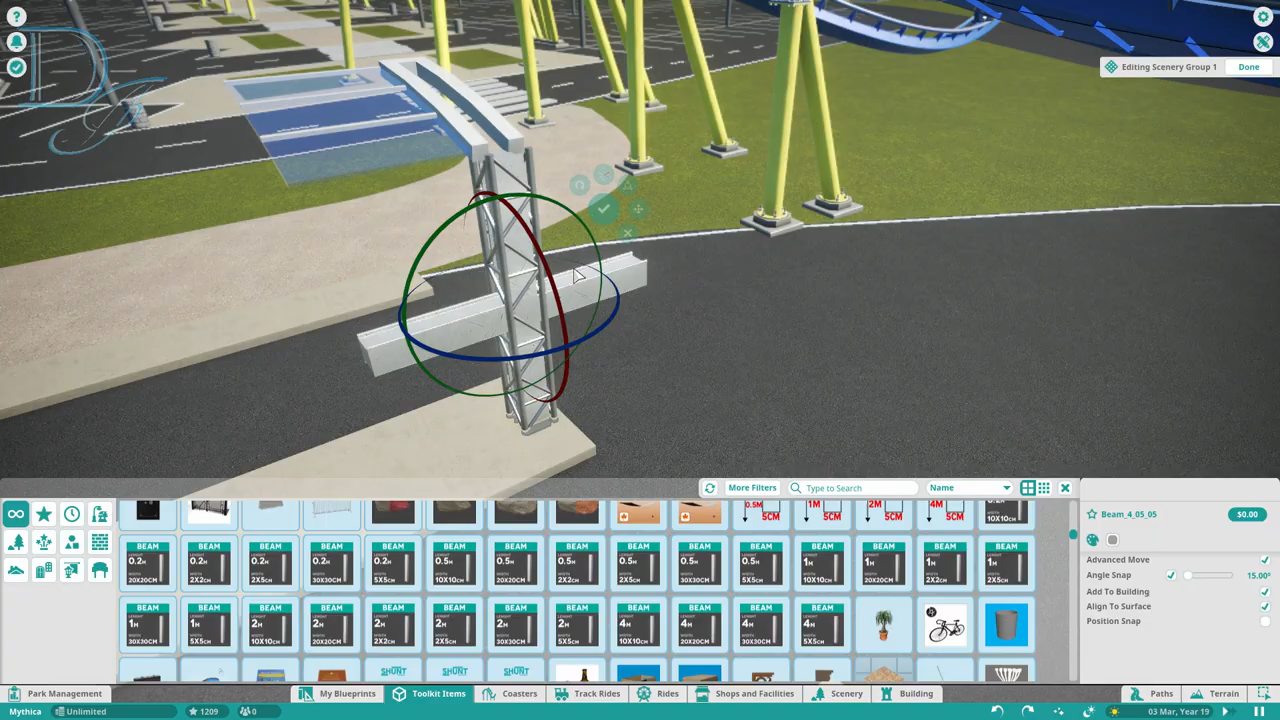 ?
Editing Scenery Group 1 Done
More Filters Type to Search Name
0.5M 5CM 1M 5CM 2M 5CM 4M 5CM 10X10CM
BEAM 0.2M 20X20CM BEAM 0.2M 2X2CM BEAM 0.2M 2X5CM BEAM 0.2M 30X30CM BEAM 0.2M 5X5CM BEAM 0.5M 10X10CM BEAM 0.5M 20X20CM BEAM 0.5M 2X2CM BEAM 0.5M 30X30CM BEAM 0.5M 5X5CM BEAM 1M 10X10CM BEAM 1M 20X20CM BEAM 1M 2X2CM BEAM 1M 2X5CM
BEAM 1M 30X30CM BEAM 1M 5X5CM BEAM 2M 10X10CM BEAM 2M 20X20CM BEAM 2M 2X2CM BEAM 2M 2X5CM BEAM 2M 30X30CM BEAM 2M 5X5CM BEAM 4M 10X10CM BEAM 4M 20X20CM BEAM 4M 30X30CM BEAM 4M 5X5CM
SHUNT SHUNT SHUNT
Beam_4_05_05 $0.00
Advanced Move
Angle Snap 15.00°
Add To Building
Align To Surface
Position Snap
Park Management My Blueprints Toolkit Items Coasters Track Rides Rides Shops and Facilities Scenery Building Paths Terrain
Mythica Unlimited 1209 0 03 Mar, Year 19